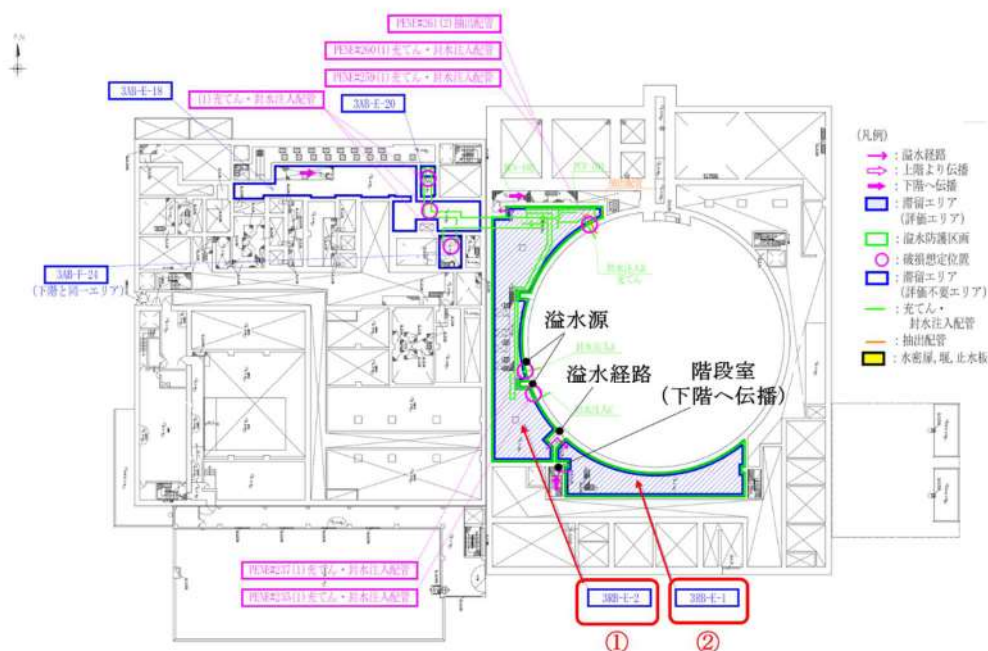 PENE#261(2)抽出配管
PENE#260(1)充てん・封水注入配管
PENE#259(1)充てん・封水注入配管
3AB-E-18
(1)充てん・封水注入配管
3AB-E-20
(凡例)
：溢水経路
：上階より伝播
：下階へ伝播
：滞留エリア
(評価エリア)
：溢水防護区画
：破損想定位置
：滞留エリア
(評価不要エリア)
：充てん・
封水注入配管
：抽出配管
：水密扉,堰,止水板
3AB-F-24
(下階と同一エリア)
充てん
溢水源
溢水経路
階段室
(下階へ伝播)
PENE#237(1)充てん・封水注入配管
PENE#235(1)充てん・封水注入配管
3RB-E-2
3RB-E-1
①
②